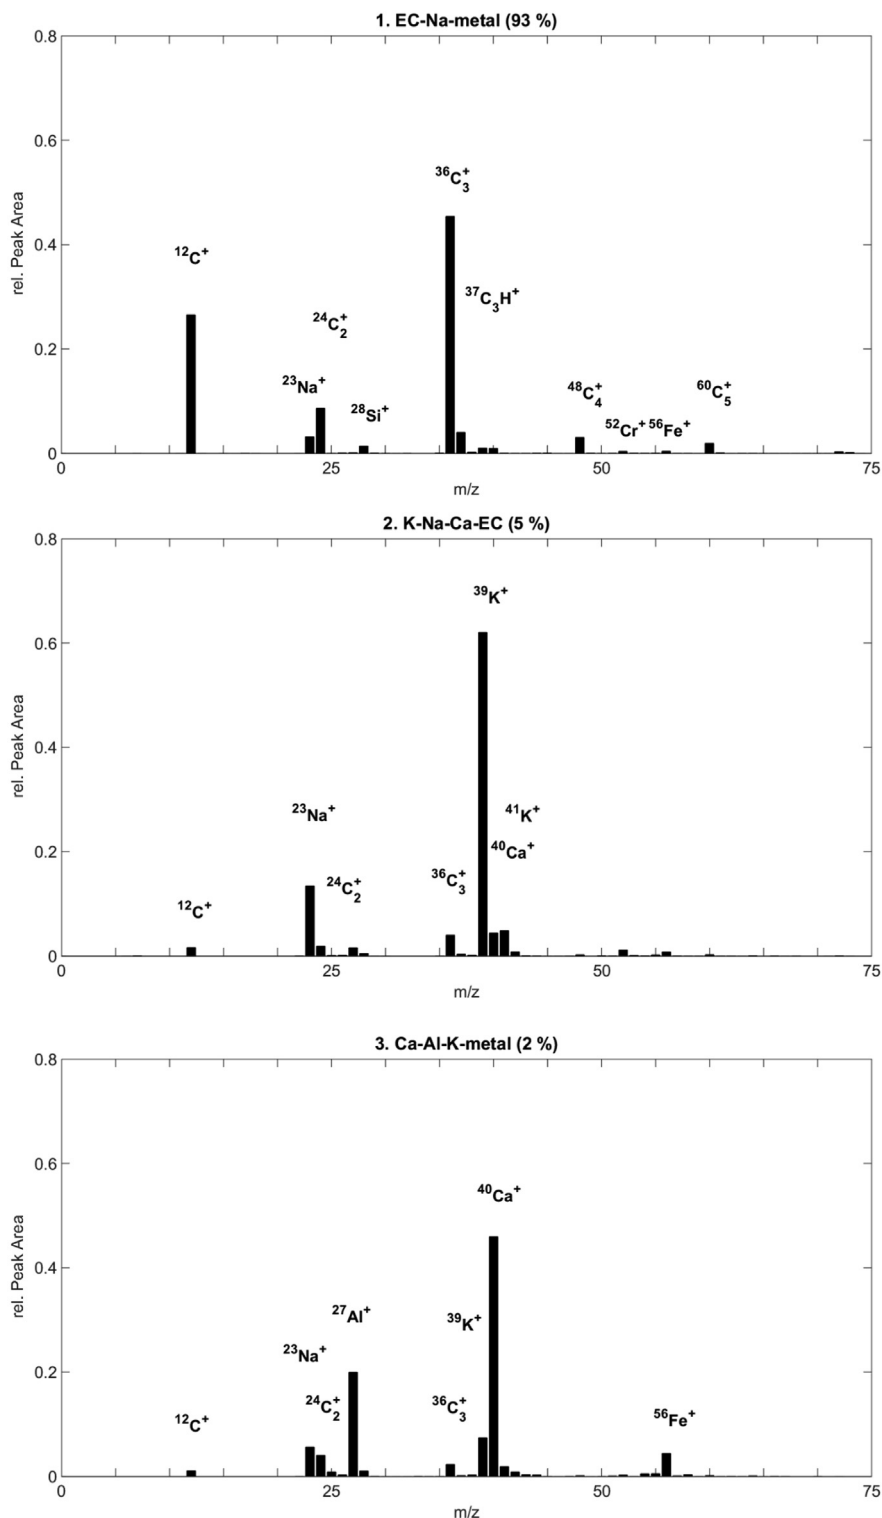 1. EC-Na-metal (93 %)
0.8
0.6
0.4
0.2
0
rel. Peak Area
¹²C⁺
²³Na⁺
²⁴C₂⁺
²⁸Si⁺
³⁶C₃⁺
³⁷C₃H⁺
⁴⁸C₄⁺
⁵²Cr⁺ ⁵⁶Fe⁺
⁶⁰C₅⁺
0 25 50 75
m/z
2. K-Na-Ca-EC (5 %)
0.8
0.6
0.4
0.2
0
rel. Peak Area
¹²C⁺
²³Na⁺
²⁴C₂⁺
³⁶C₃⁺
³⁹K⁺
⁴¹K⁺
⁴⁰Ca⁺
0 25 50 75
m/z
3. Ca-Al-K-metal (2 %)
0.8
0.6
0.4
0.2
0
rel. Peak Area
¹²C⁺
²³Na⁺
²⁴C₂⁺
²⁷Al⁺
³⁶C₃⁺
³⁹K⁺
⁴⁰Ca⁺
⁵⁶Fe⁺
0 25 50 75
m/z